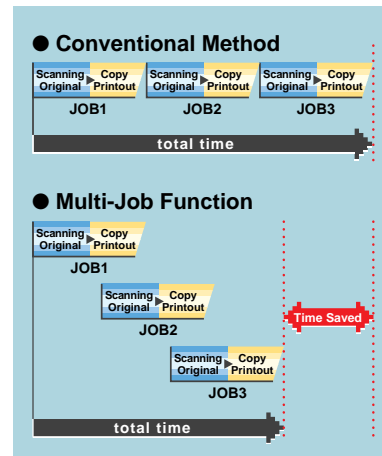 ● Conventional Method
Scanning Original ▶ Copy Printout
JOB1
Scanning Original ▶ Copy Printout
JOB2
Scanning Original ▶ Copy Printout
JOB3
total time
● Multi-Job Function
Scanning Original ▶ Copy Printout
JOB1
Scanning Original ▶ Copy Printout
JOB2
Time Saved
Scanning Original ▶ Copy Printout
JOB3
total time